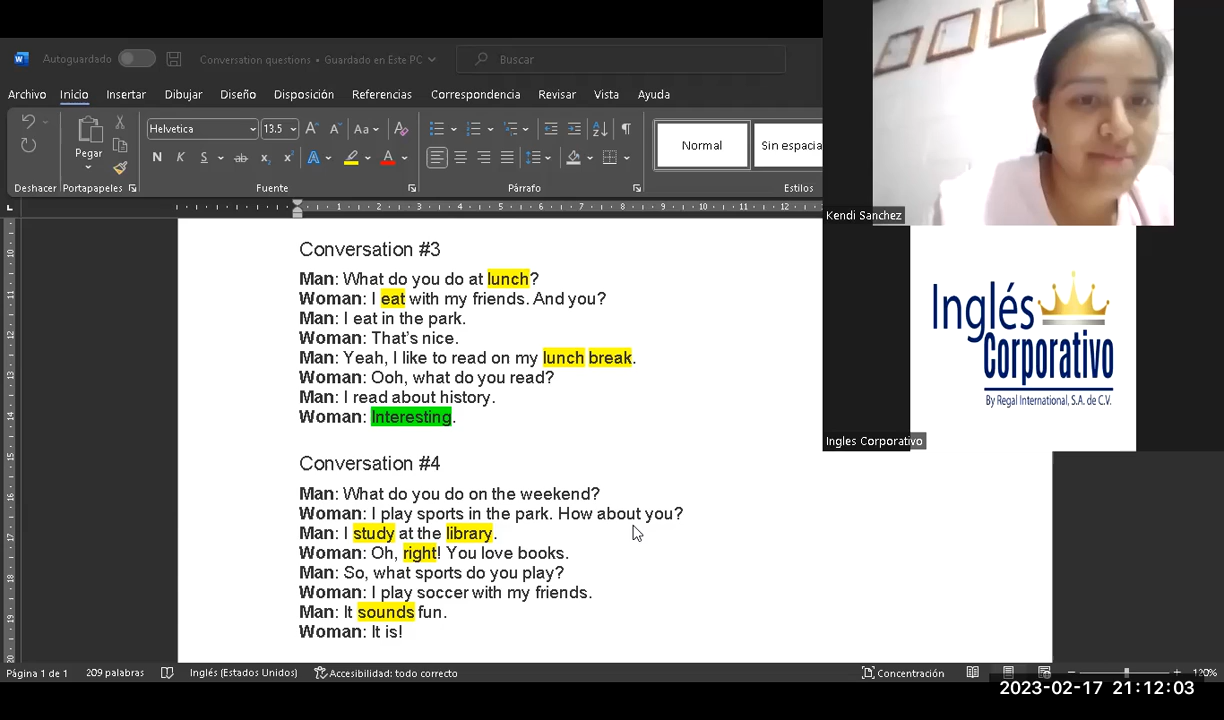 Autoguardado
Conversation questions • Guardado en Este PC
Buscar
Archivo Inicio Insertar Dibujar Diseño Disposición Referencias Correspondencia Revisar Vista Ayuda
Helvetica 13.5
Pegar
N K S
Normal
Sin espacia
Deshacer Portapapeles Fuente Párrafo Estilos
Conversation #3
Man: What do you do at lunch?
Woman: I eat with my friends. And you?
Man: I eat in the park.
Woman: That's nice.
Man: Yeah, I like to read on my lunch break.
Woman: Ooh, what do you read?
Man: I read about history.
Woman: Interesting.
Conversation #4
Man: What do you do on the weekend?
Woman: I play sports in the park. How about you?
Man: I study at the library.
Woman: Oh, right! You love books.
Man: So, what sports do you play?
Woman: I play soccer with my friends.
Man: It sounds fun.
Woman: It is!
Página 1 de 1 209 palabras Inglés (Estados Unidos) Accesibilidad: todo correcto Concentración 120%
Kendi Sanchez
Inglés
Corporativo
By Regal International, S.A. de C.V.
Ingles Corporativo
2023-02-17 21:12:03